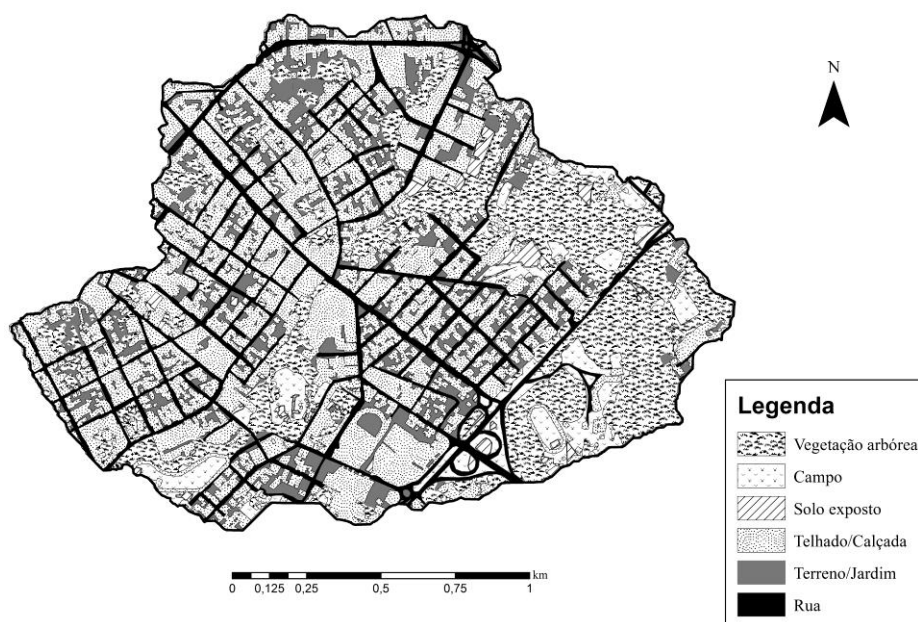 N
Legenda
Vegetação arbórea
Campo
Solo exposto
Telhado/Calçada
Terreno/Jardim
Rua
km
0 0,125 0,25 0,5 0,75 1